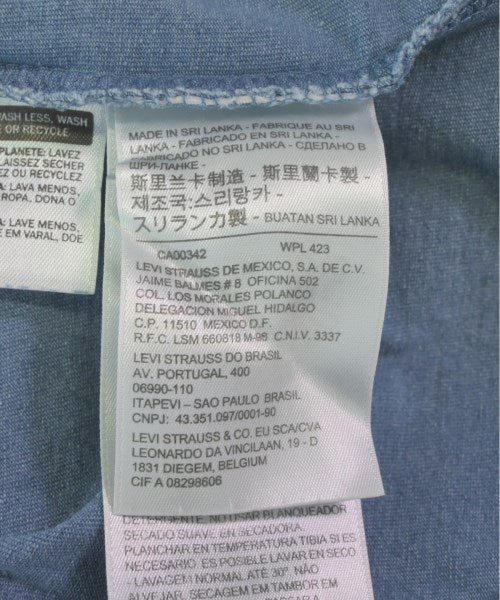 ASH LESS, WASH
OR RECYCLE
PLANETE: LAVEZ
LAISSEZ SECHER
EZ OU RECYCLEZ
A: LAVA MENOS,
ROPA, DONA O
A: LAVE MENOS,
E EM VARAL, DOE
MADE IN SRI LANKA - FABRIQUE AU SRI
LANKA - FABRICADO EN SRI LANKA -
FABRICADO NO SRI LANKA - СДЕЛАНО В
ШРИ-ЛАНКЕ -
斯里兰卡制造 - 斯里蘭卡製 -
제조국:스리랑카 -
スリランカ製 - BUATAN SRI LANKA
CA00342 WPL 423
LEVI STRAUSS DE MEXICO, S.A. DE C.V.
JAIME BALMES # 8 OFICINA 502
COL. LOS MORALES POLANCO
DELEGACION MIGUEL HIDALGO
C.P. 11510 MEXICO D.F.
R.F.C. LSM 660818 M-98 C.N.I.V. 3337
LEVI STRAUSS DO BRASIL
AV. PORTUGAL, 400
06990-110
ITAPEVI – SAO PAULO BRASIL
CNPJ: 43.351.097/0001-90
LEVI STRAUSS & CO. EU SCA/CVA
LEONARDO DA VINCILAAN, 19 - D
1831 DIEGEM, BELGIUM
CIF A 08298606
DETERGENTE. NO USAR BLANQUEADOR
SECADO SUAVE EN SECADORA.
PLANCHAR EN TEMPERATURA TIBIA SI ES
NECESARIO. ES POSIBLE LAVAR EN SECO
- LAVAGEM NORMAL ATÉ 30° NÃO
ALVEJAR. SECAGEM EM TAMBOR EM